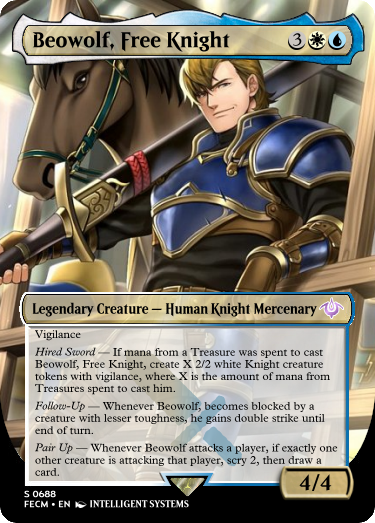 Beowolf, Free Knight 3
Legendary Creature — Human Knight Mercenary
Vigilance
Hired Sword — If mana from a Treasure was spent to cast
Beowolf, Free Knight, create X 2/2 white Knight creature
tokens with vigilance, where X is the amount of mana from
Treasures spent to cast him.
Follow-Up — Whenever Beowolf, becomes blocked by a
creature with lesser toughness, he gains double strike until
end of turn.
Pair Up — Whenever Beowolf attacks a player, if exactly one
other creature is attacking that player, scry 2, then draw a
card.
4/4
S 0688
FECM • EN INTELLIGENT SYSTEMS